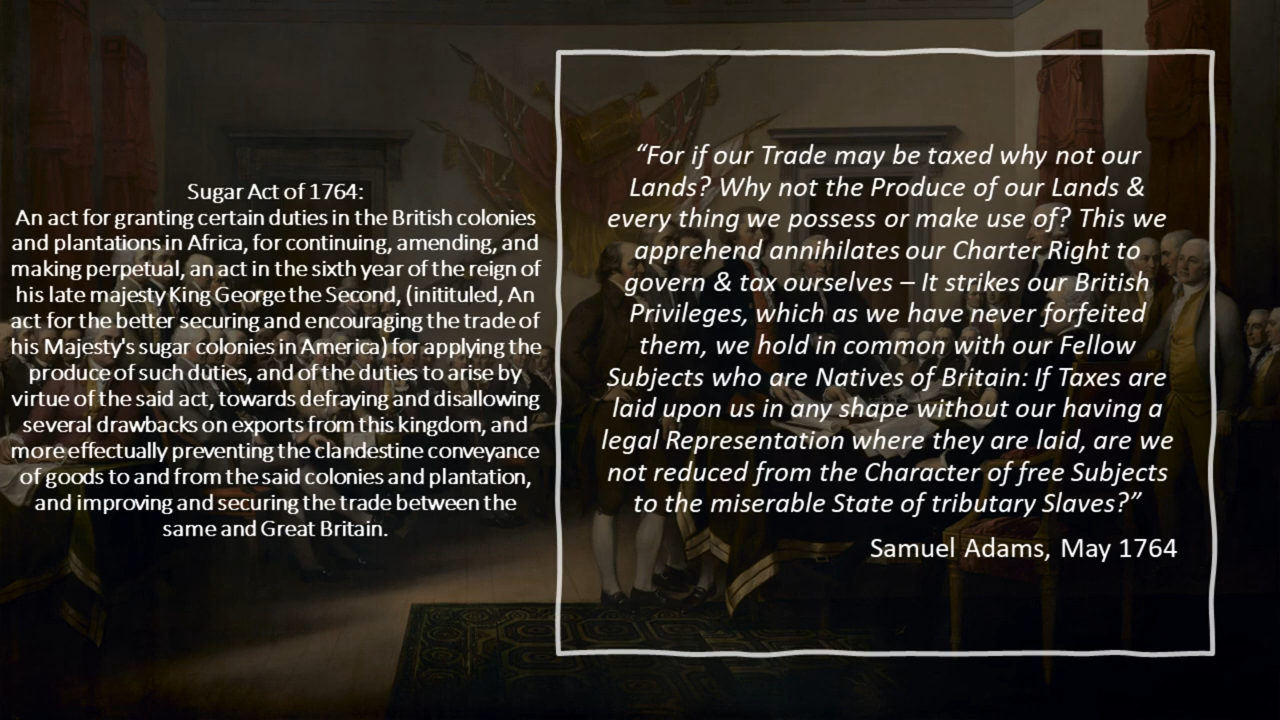 Sugar Act of 1764:
An act for granting certain duties in the British colonies
and plantations in Africa, for continuing, amending, and
making perpetual, an act in the sixth year of the reign of
his late majesty King George the Second, (initituled, An
act for the better securing and encouraging the trade of
his Majesty's sugar colonies in America) for applying the
produce of such duties, and of the duties to arise by
virtue of the said act, towards defraying and disallowing
several drawbacks on exports from this kingdom, and
more effectually preventing the clandestine conveyance
of goods to and from the said colonies and plantation,
and improving and securing the trade between the
same and Great Britain.
“For if our Trade may be taxed why not our
Lands? Why not the Produce of our Lands &
every thing we possess or make use of? This we
apprehend annihilates our Charter Right to
govern & tax ourselves – It strikes our British
Privileges, which as we have never forfeited
them, we hold in common with our Fellow
Subjects who are Natives of Britain: If Taxes are
laid upon us in any shape without our having a
legal Representation where they are laid, are we
not reduced from the Character of free Subjects
to the miserable State of tributary Slaves?”
Samuel Adams, May 1764